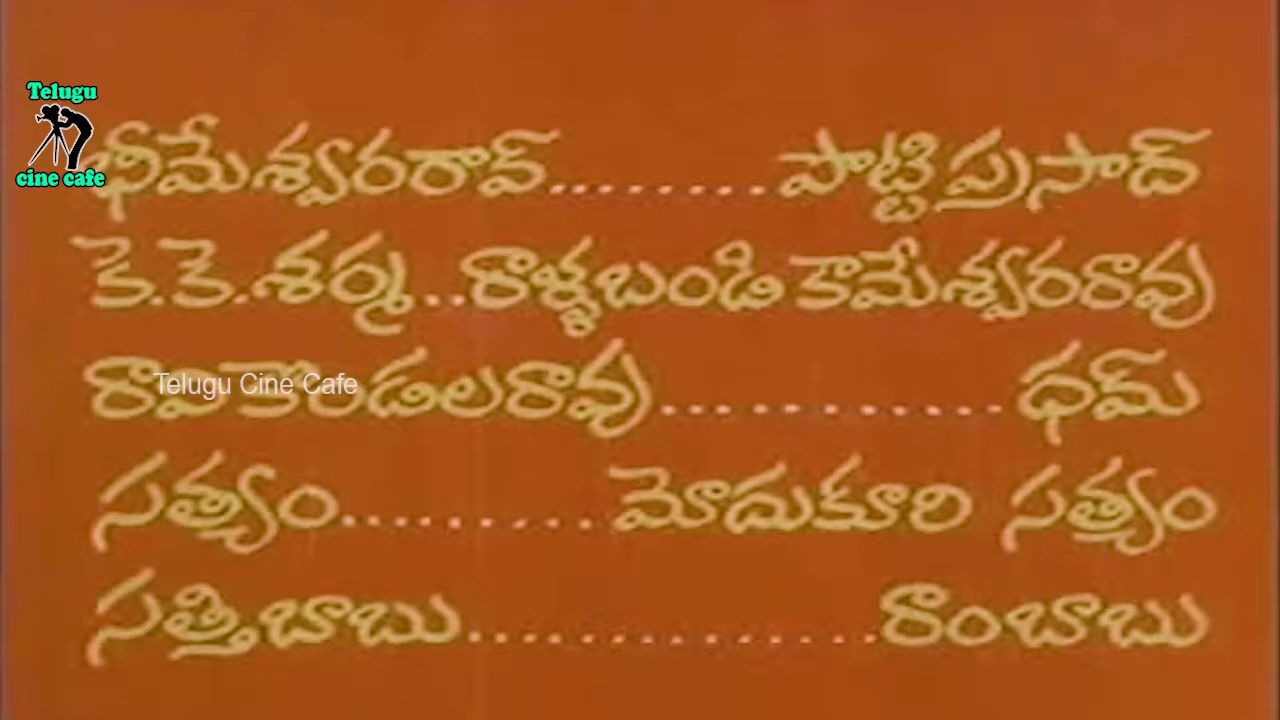 Telugu
cine cafe
భీమేశ్వరరావ్........పొట్టి ప్రసాద్
కె.కె.శర్మ..రాళ్ళబండి కామేశ్వరరావు
రావికొండలరావు............ధమ్
Telugu Cine Cafe
సత్యం.........మోదుకూరి సత్యం
సత్తిబాబు..............రాంబాబు